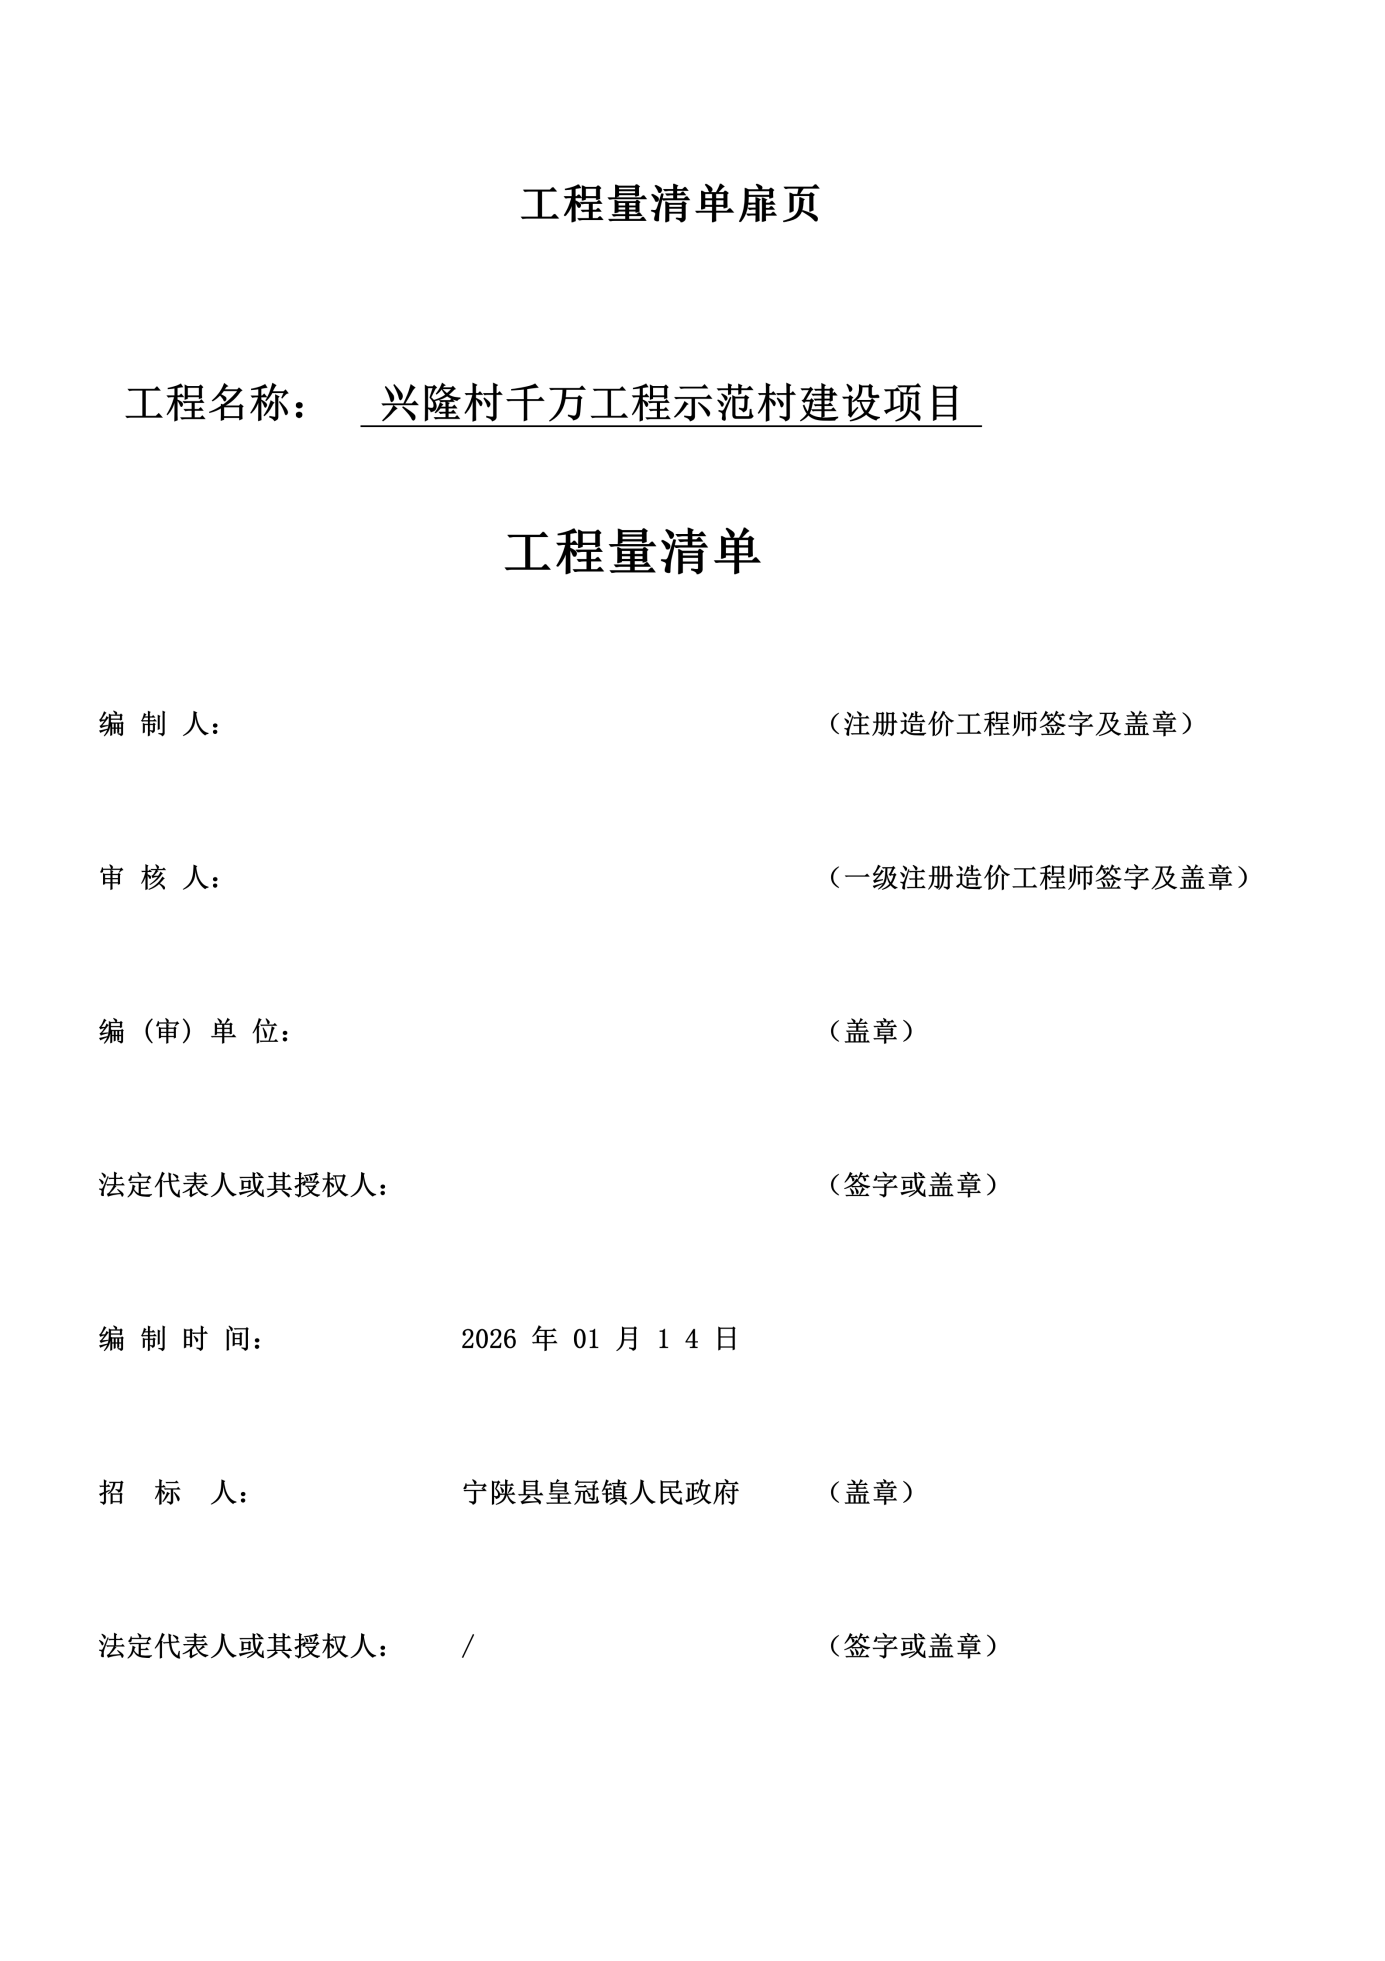 工程量清单扉页
工程名称： 兴隆村千万工程示范村建设项目
工程量清单
编 制 人： （注册造价工程师签字及盖章）
审 核 人： （一级注册造价工程师签字及盖章）
编（审）单 位： （盖章）
法定代表人或其授权人： （签字或盖章）
编 制 时 间： 2026 年 01 月 1 4 日
招 标 人： 宁陕县皇冠镇人民政府 （盖章）
法定代表人或其授权人： / （签字或盖章）